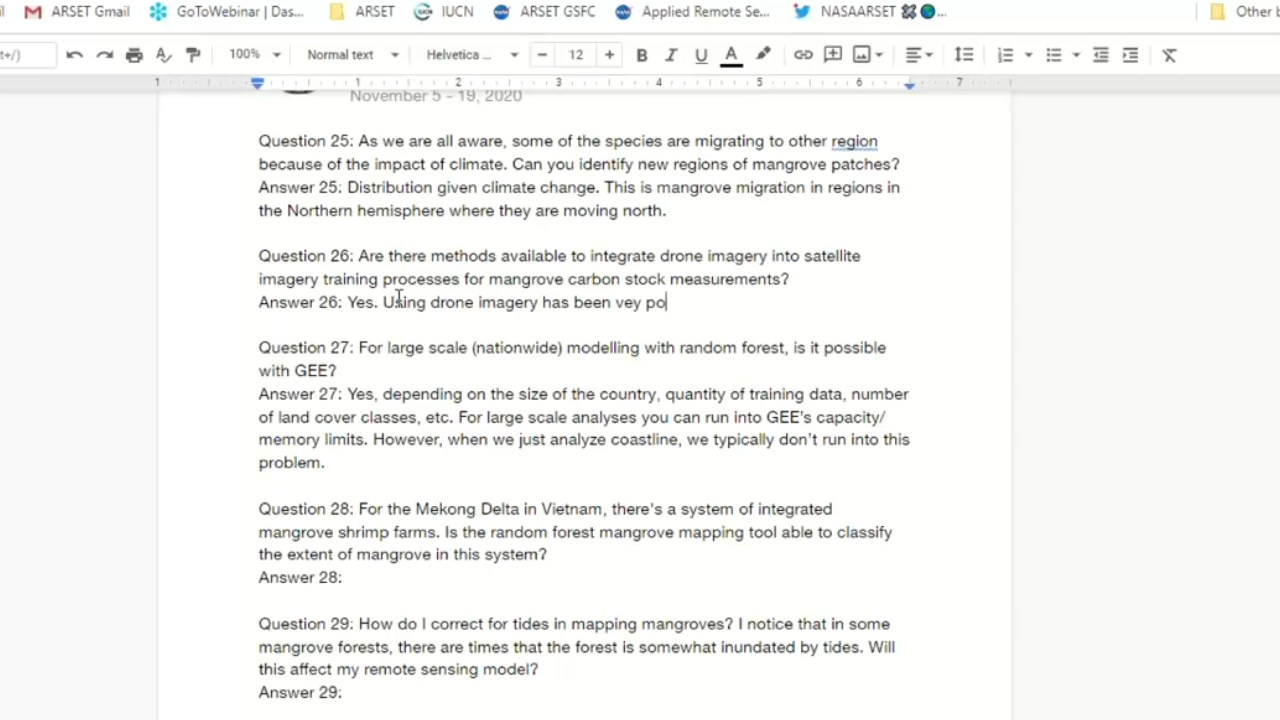 ARSET Gmail GoToWebinar | Das... ARSET IUCN ARSET GSFC Applied Remote Se... NASAARSET Other b
t+/) 100% Normal text Helvetica ... 12 B I U A
1 1 2 3 4 5 6 7
November 5 - 19, 2020
Question 25: As we are all aware, some of the species are migrating to other region
because of the impact of climate. Can you identify new regions of mangrove patches?
Answer 25: Distribution given climate change. This is mangrove migration in regions in
the Northern hemisphere where they are moving north.
Question 26: Are there methods available to integrate drone imagery into satellite
imagery training processes for mangrove carbon stock measurements?
Answer 26: Yes. Using drone imagery has been vey po
Question 27: For large scale (nationwide) modelling with random forest, is it possible
with GEE?
Answer 27: Yes, depending on the size of the country, quantity of training data, number
of land cover classes, etc. For large scale analyses you can run into GEE's capacity/
memory limits. However, when we just analyze coastline, we typically don't run into this
problem.
Question 28: For the Mekong Delta in Vietnam, there's a system of integrated
mangrove shrimp farms. Is the random forest mangrove mapping tool able to classify
the extent of mangrove in this system?
Answer 28:
Question 29: How do I correct for tides in mapping mangroves? I notice that in some
mangrove forests, there are times that the forest is somewhat inundated by tides. Will
this affect my remote sensing model?
Answer 29: